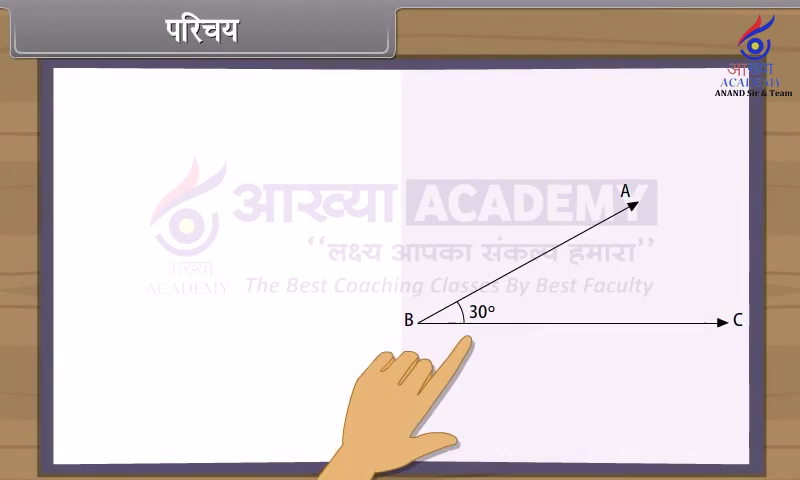 परिचय
आख्या
ACADEMY
ANAND Sir & Team
आख्या ACADEMY
‘‘लक्ष्य आपका संकल्प हमारा’’
आख्या
ACADEMY
The Best Coaching Classes By Best Faculty
A
B
30°
C